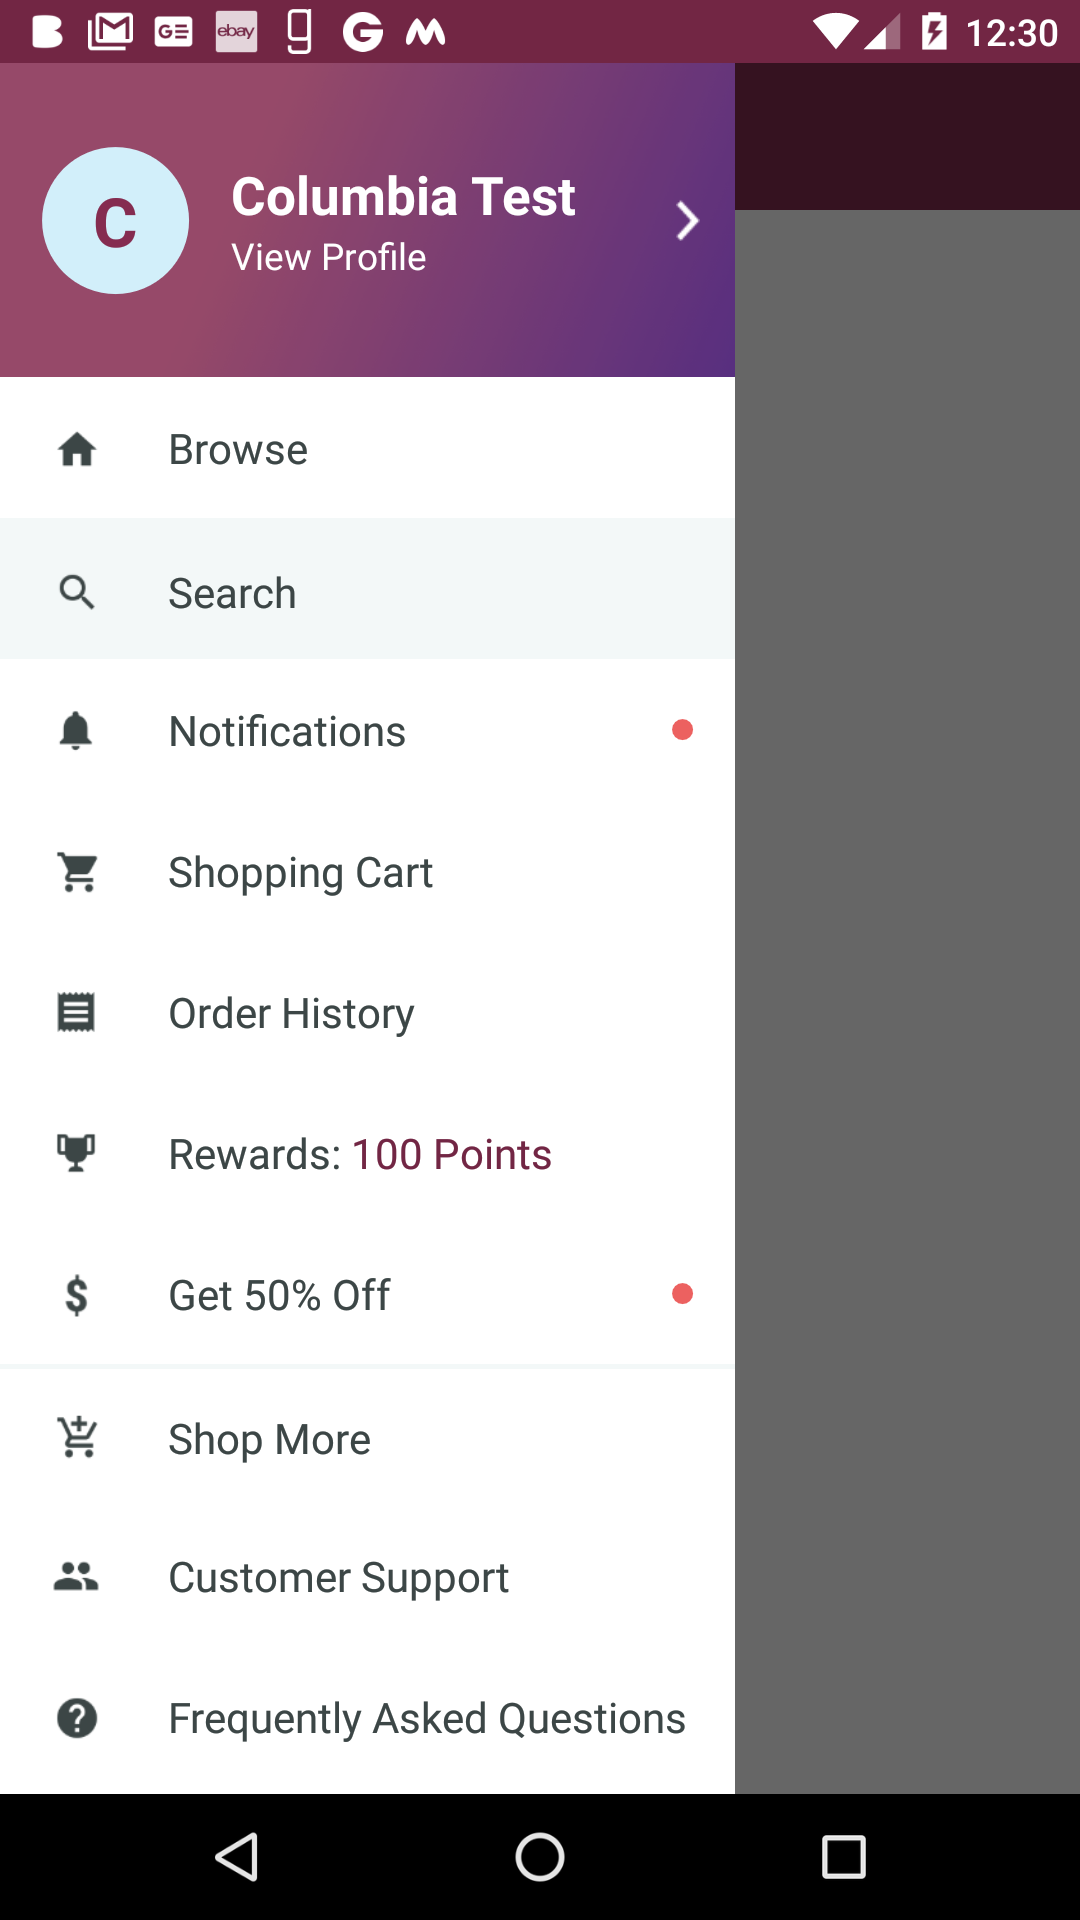 GE ebay g G 12:30
C
Columbia Test
View Profile
Browse
Search
Notifications
Shopping Cart
Order History
Rewards: 100 Points
$ Get 50% Off
Shop More
Customer Support
? Frequently Asked Questions